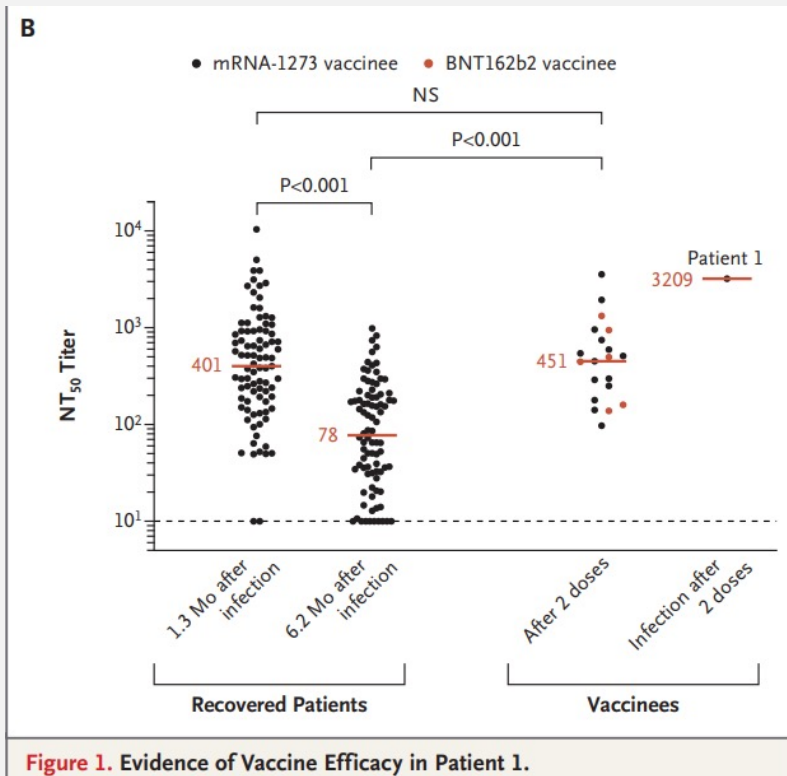 B
mRNA-1273 vaccinee BNT162b2 vaccinee
NS
P<0.001
P<0.001
10⁴
Patient 1
3209
10³
401
451
NT₅₀ Titer
10²
78
10¹
1.3 Mo after
infection
6.2 Mo after
infection
After 2 doses
Infection after
2 doses
Recovered Patients
Vaccinees
Figure 1. Evidence of Vaccine Efficacy in Patient 1.